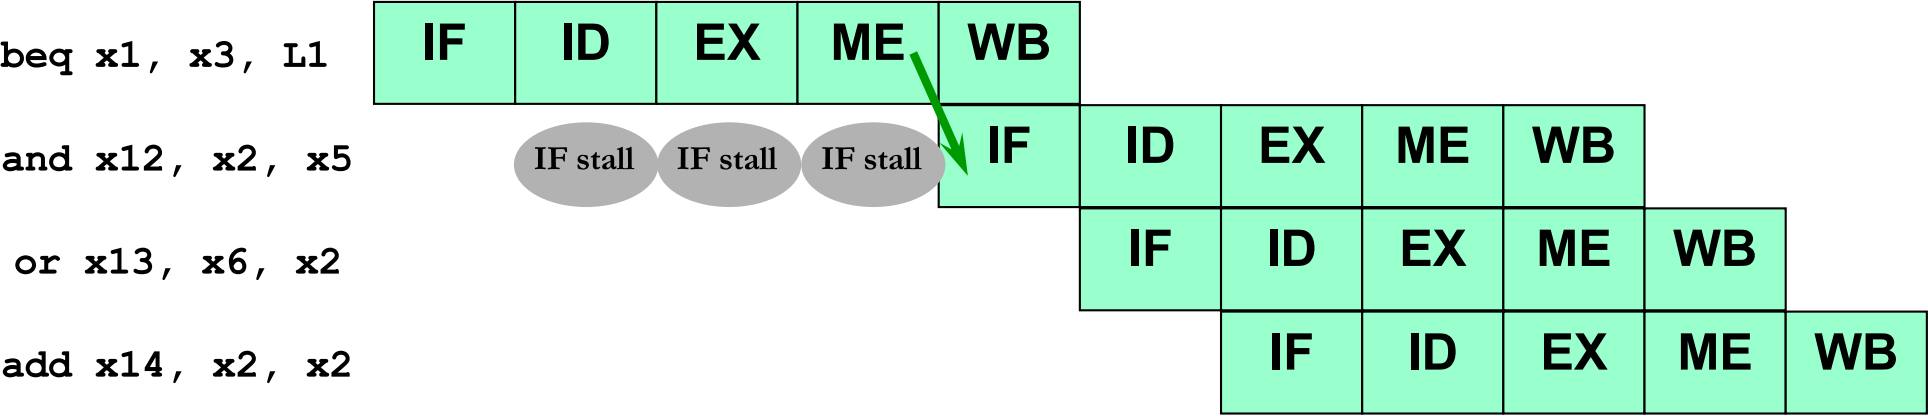 beq x1, x3, L1 IF ID EX ME WB
and x12, x2, x5 IF stall IF stall IF stall IF ID EX ME WB
or x13, x6, x2 IF ID EX ME WB
add x14, x2, x2 IF ID EX ME WB